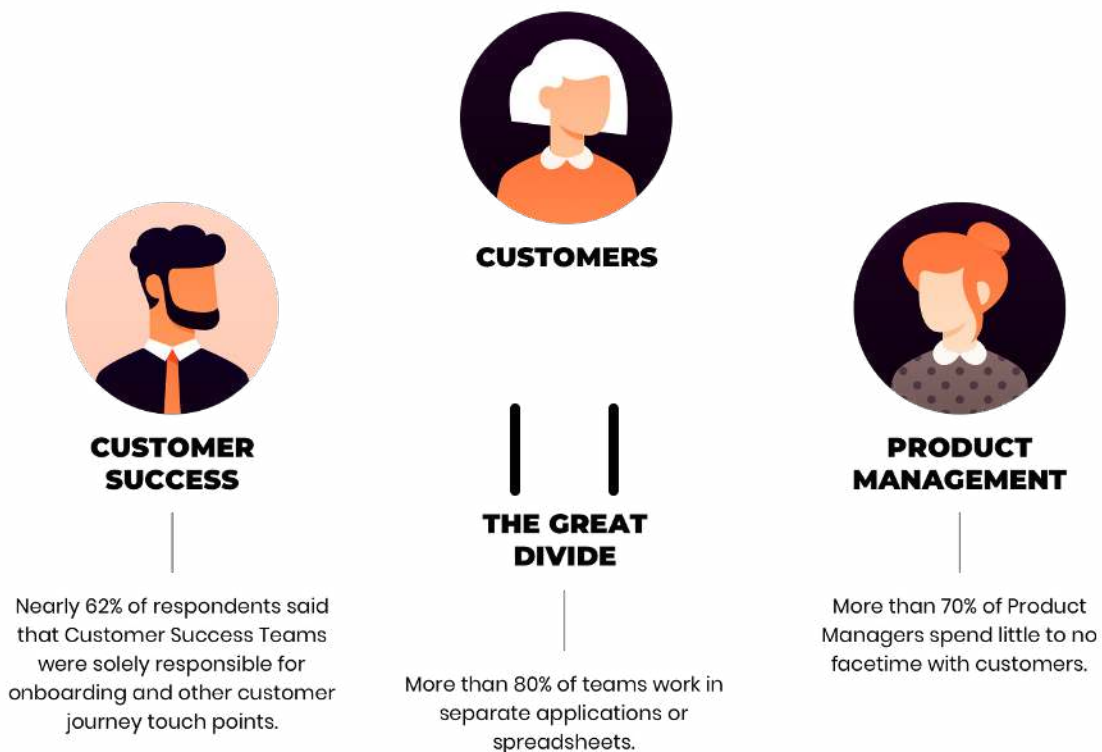 CUSTOMERS
CUSTOMER
SUCCESS
Nearly 62% of respondents said
that Customer Success Teams
were solely responsible for
onboarding and other customer
journey touch points.
THE GREAT
DIVIDE
More than 80% of teams work in
separate applications or
spreadsheets.
PRODUCT
MANAGEMENT
More than 70% of Product
Managers spend little to no
facetime with customers.